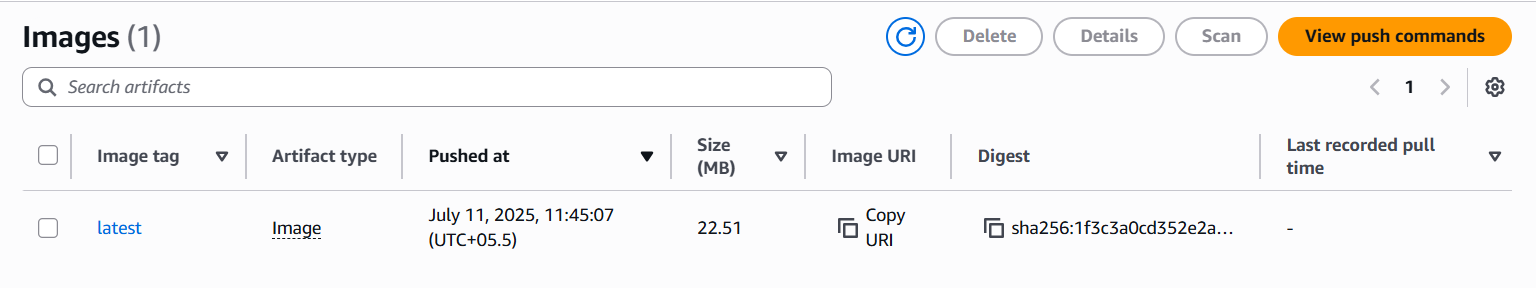 Images (1)
Delete
Details
Scan
View push commands
Search artifacts
1
Image tag
Artifact type
Pushed at
Size
(MB)
Image URI
Digest
Last recorded pull
time
latest
Image
July 11, 2025, 11:45:07
(UTC+05.5)
22.51
Copy
URI
sha256:1f3c3a0cd352e2a...
-